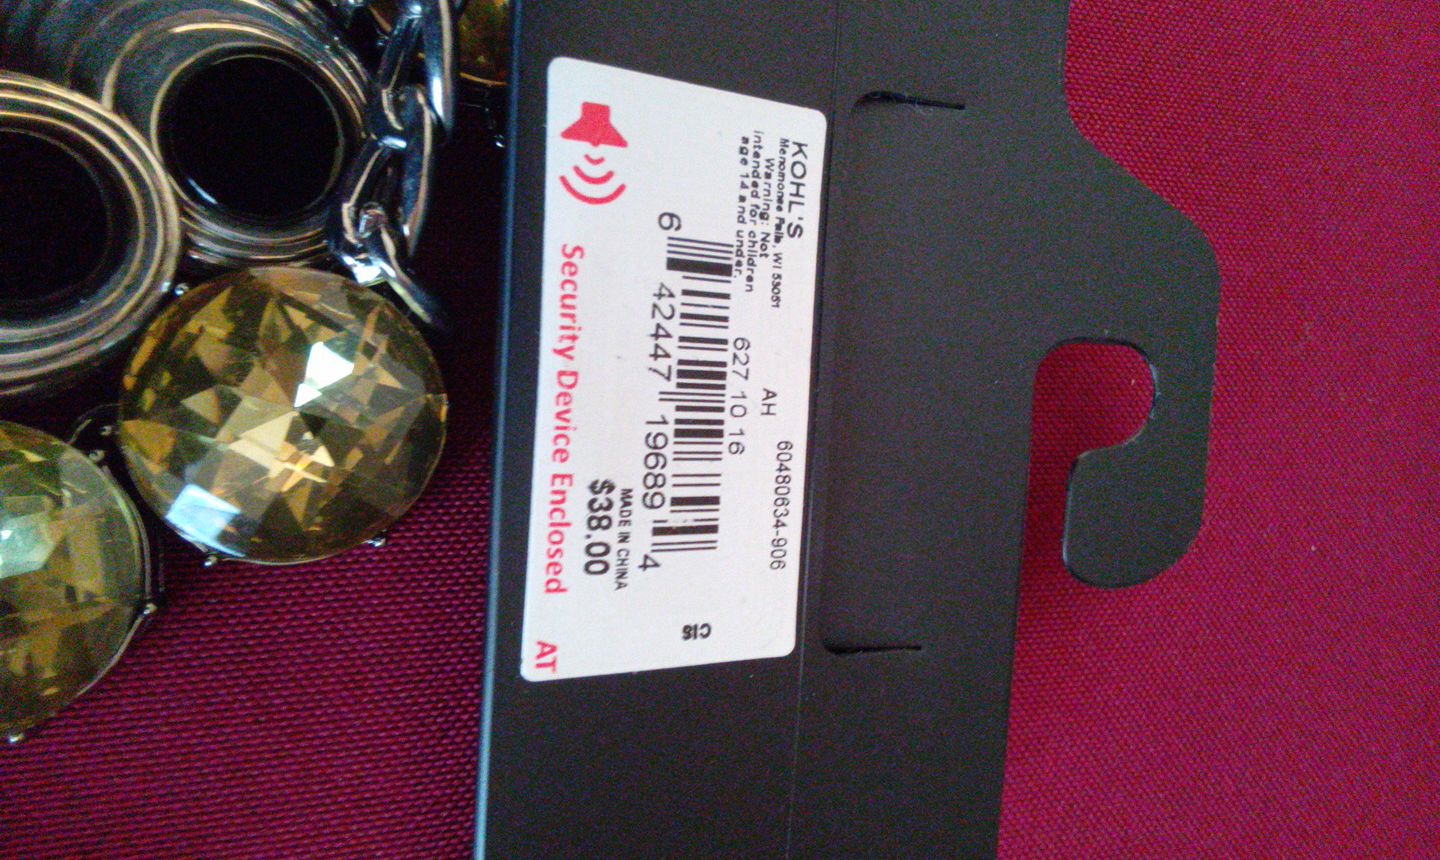 KOHL'S
Menomonee Falls, WI 53051
Warning: Not
intended for children
age 14 and under.
AH 60480634-906
627 10 16
6 42447 19689 4
MADE IN CHINA
$38.00
Security Device Enclosed AT